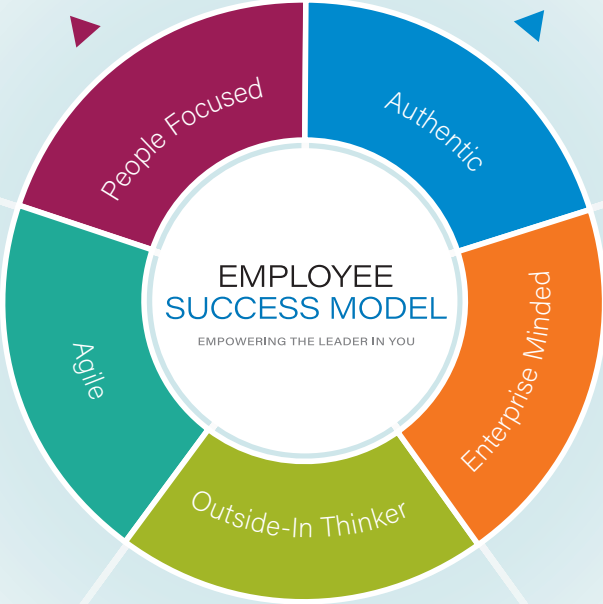 People Focused
Authentic
EMPLOYEE
SUCCESS MODEL
EMPOWERING THE LEADER IN YOU
Agile
Enterprise Minded
Outside-In Thinker